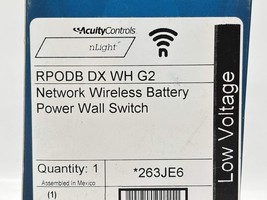 AcuityControls
nLight
RPODB DX WH G2
Network Wireless Battery
Power Wall Switch
Quantity: 1
*263JE6
Assembled In Mexico
(1)
Low Voltage